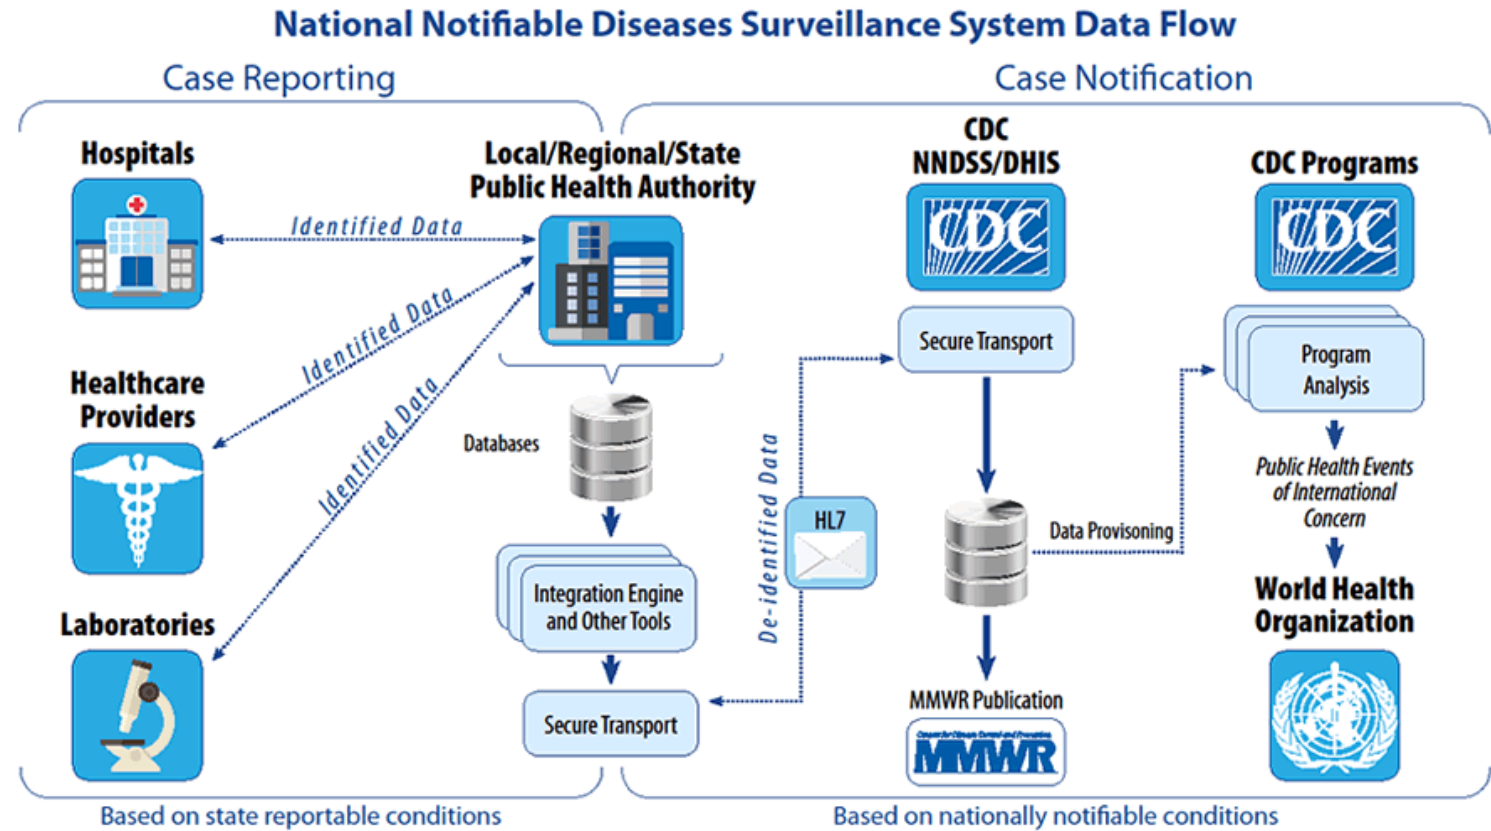 National Notifiable Diseases Surveillance System Data Flow
Case Reporting
Case Notification
Hospitals
Local/Regional/State
Public Health Authority
CDC
NNDSS/DHIS
CDC Programs
CDC
CDC
Identified Data
Identified Data
Identified Data
Healthcare
Providers
Laboratories
Databases
Integration Engine
and Other Tools
Secure Transport
De-identified Data
HL7
Secure Transport
Data Provisoning
MMWR Publication
MMWR
Program
Analysis
Public Health Events
of International
Concern
World Health
Organization
Based on state reportable conditions
Based on nationally notifiable conditions